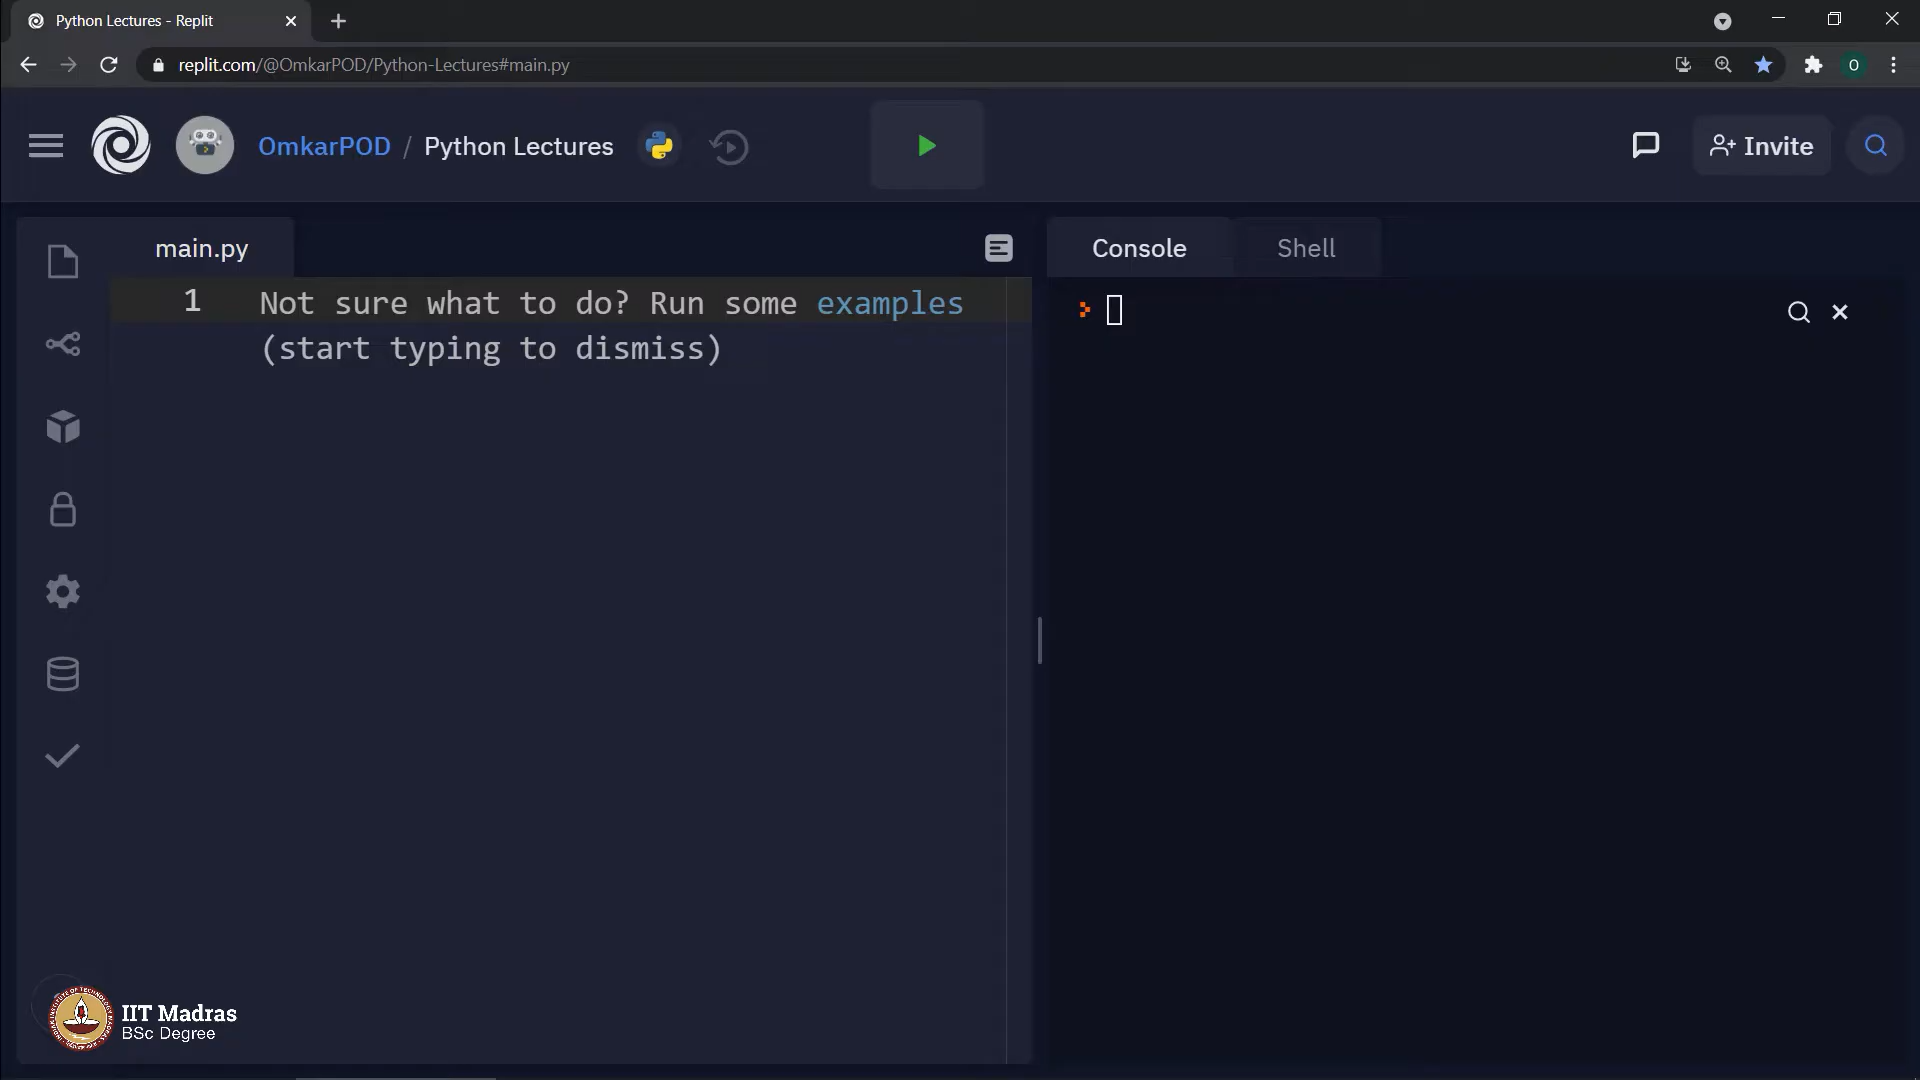 Python Lectures - Replit
replit.com/@OmkarPOD/Python-Lectures#main.py
O
OmkarPOD / Python Lectures
Invite
main.py
Console
Shell
1 Not sure what to do? Run some examples
(start typing to dismiss)
IIT Madras
BSc Degree